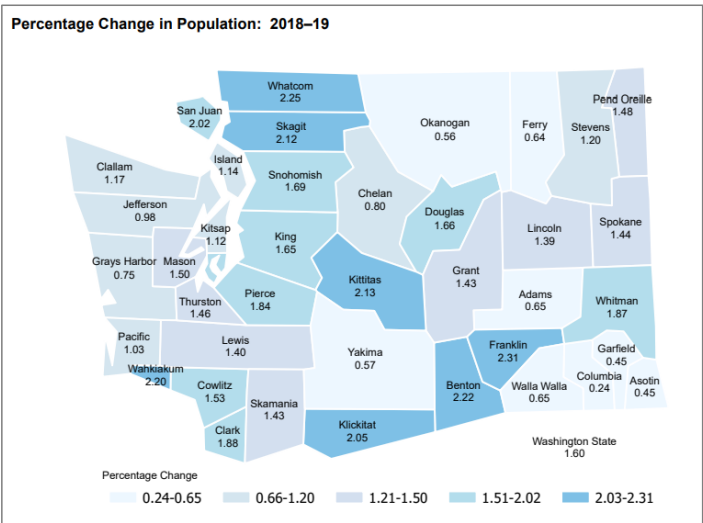 Percentage Change in Population: 2018–19
Whatcom
2.25
San Juan
2.02
Skagit
2.12
Okanogan
0.56
Ferry
0.64
Stevens
1.20
Pend Oreille
1.48
Clallam
1.17
Island
1.14
Snohomish
1.69
Chelan
0.80
Jefferson
0.98
Kitsap
1.12
Douglas
1.66
King
1.65
Lincoln
1.39
Spokane
1.44
Grays Harbor
0.75
Mason
1.50
Grant
1.43
Kittitas
2.13
Thurston
1.46
Pierce
1.84
Adams
0.65
Whitman
1.87
Pacific
1.03
Lewis
1.40
Yakima
0.57
Franklin
2.31
Garfield
0.45
Wahkiakum
2.20
Cowlitz
1.53
Benton
2.22
Walla Walla
0.65
Columbia
0.24
Asotin
0.45
Skamania
1.43
Clark
1.88
Klickitat
2.05
Washington State
1.60
Percentage Change
0.24-0.65
0.66-1.20
1.21-1.50
1.51-2.02
2.03-2.31